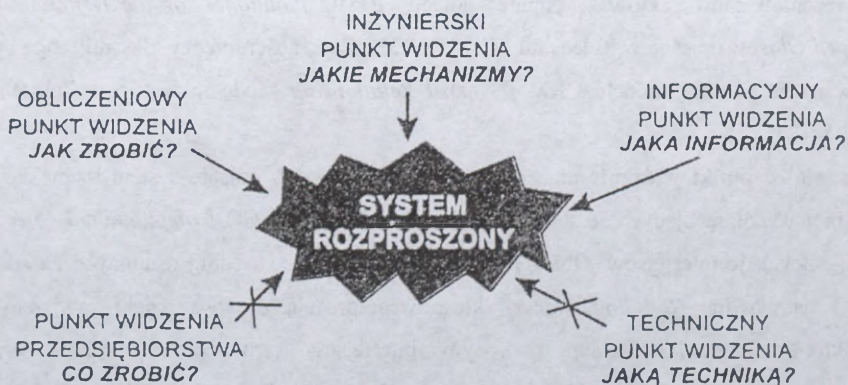 INŻYNIERSKI
PUNKT WIDZENIA
JAKIE MECHANIZMY?
OBLICZENIOWY
PUNKT WIDZENIA
JAK ZROBIĆ?
INFORMACYJNY
PUNKT WIDZENIA
JAKA INFORMACJA?
SYSTEM
ROZPROSZONY
PUNKT WIDZENIA
PRZEDSIĘBIORSTWA
CO ZROBIĆ?
TECHNICZNY
PUNKT WIDZENIA
JAKĄ TECHNIKĄ?